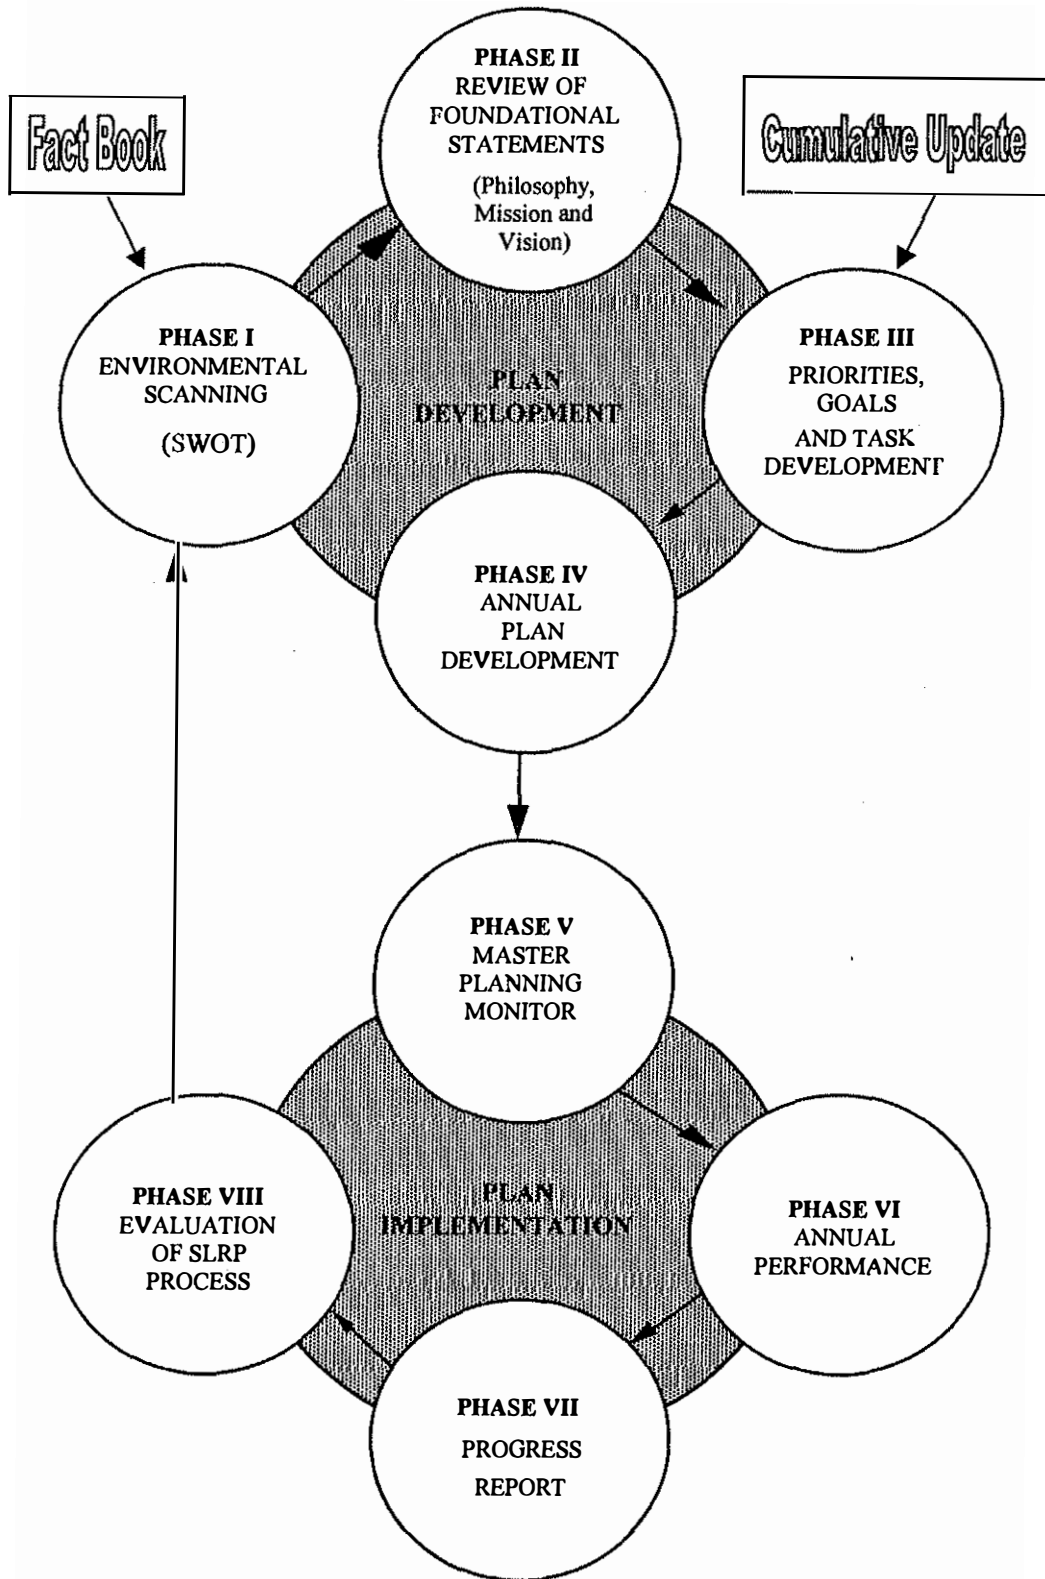 Fact Book
Cumulative Update
PHASE II
REVIEW OF
FOUNDATIONAL
STATEMENTS
(Philosophy,
Mission and
Vision)
PHASE I
ENVIRONMENTAL
SCANNING
(SWOT)
PLAN
DEVELOPMENT
PHASE III
PRIORITIES,
GOALS
AND TASK
DEVELOPMENT
PHASE IV
ANNUAL
PLAN
DEVELOPMENT
PHASE V
MASTER
PLANNING
MONITOR
PLAN
IMPLEMENTATION
PHASE VI
ANNUAL
PERFORMANCE
PHASE VII
PROGRESS
REPORT
PHASE VIII
EVALUATION
OF SLRP
PROCESS